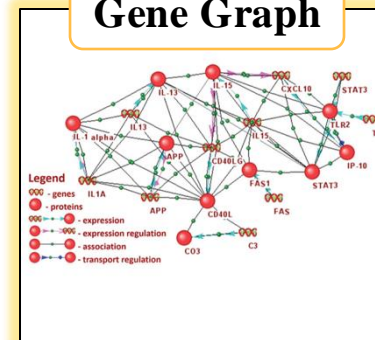 Gene Graph
IL-13
IL-15
CXCL10
STAT3
IL-1 alpha
IL13
IL15
TLR2
APP
CD40LG
IP-10
Legend
- genes
- proteins
- expression
- expression regulation
- association
- transport regulation
IL1A
APP
FAS1
STAT3
CD40L
FAS
CO3
C3